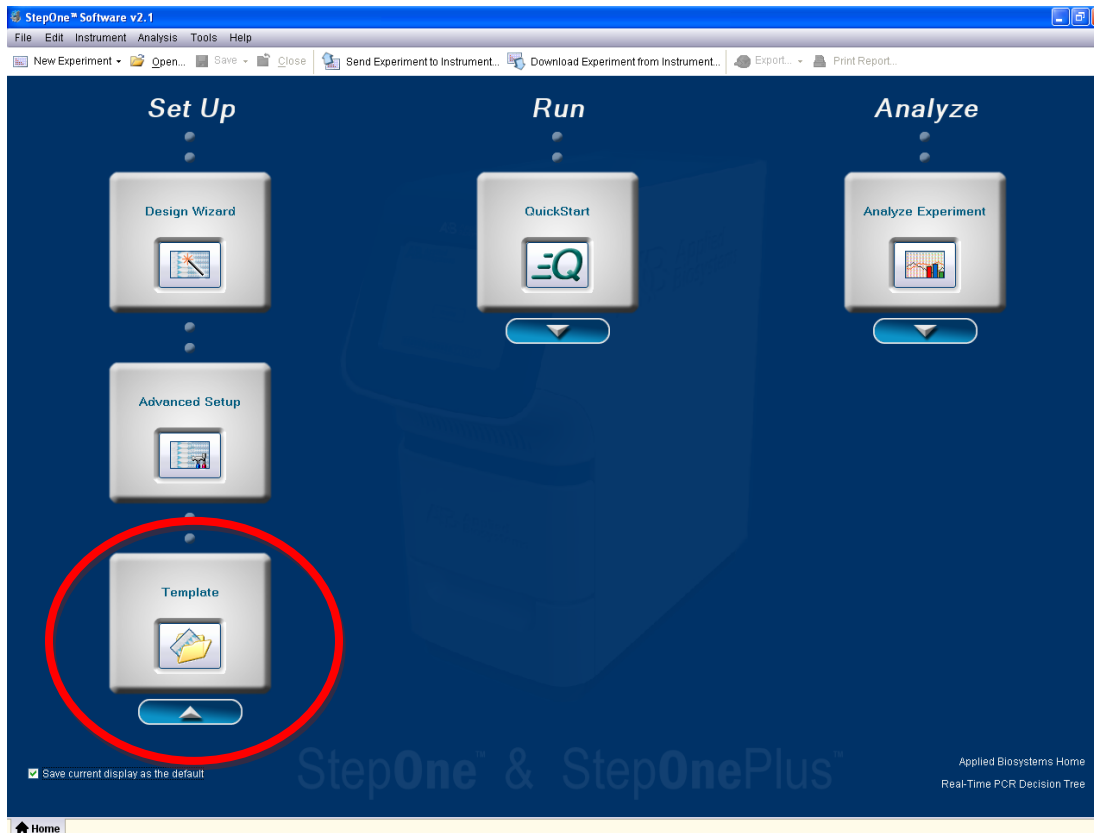 StepOne™ Software v2.1
File Edit Instrument Analysis Tools Help
New Experiment Open... Save Close Send Experiment to Instrument... Download Experiment from Instrument... Export... Print Report...
Set Up Run Analyze
Design Wizard QuickStart Analyze Experiment
Q
Advanced Setup
Template
Save current display as the default
StepOne™ & StepOnePlus™
Applied Biosystems Home
Real-Time PCR Decision Tree
Home